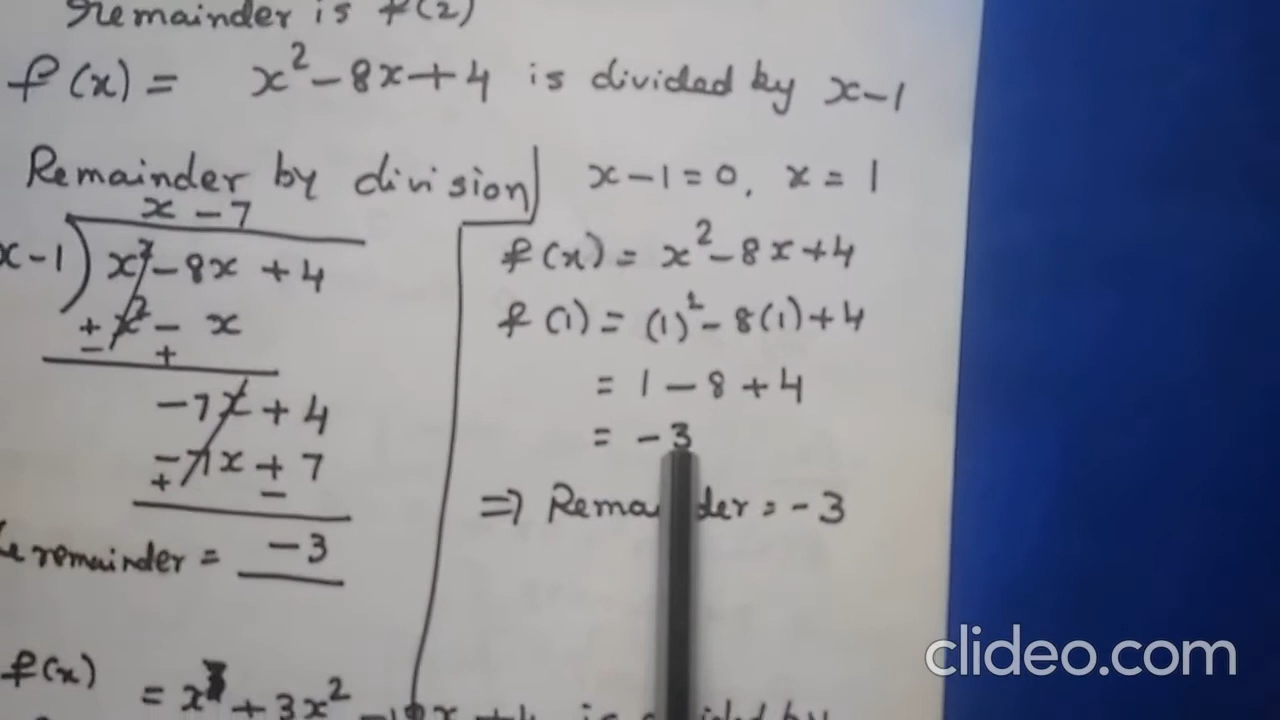 Remainder is f(2)
f(x) = x² - 8x + 4 is divided by x-1
Remainder by division
x - 7
x-1) x² - 8x + 4
+ x² - x
- +
-7x + 4
-7x + 7
+ -
remainder = -3
x-1 = 0, x = 1
f(x) = x² - 8x + 4
f(1) = (1)² - 8(1) + 4
= 1 - 8 + 4
= -3
⇒ Remainder = -3
f(x) = x³ + 3x²
clideo.com